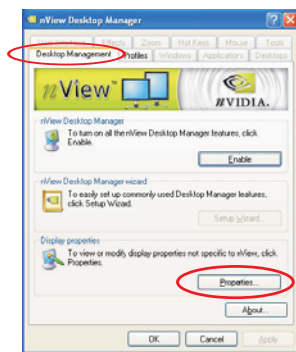 nView Desktop Manager
User Interface Effects Zoom Hot Keys Mouse Tools
Desktop Management Profiles Windows Applications Desktops
nView™
NVIDIA.
nView Desktop Manager
To turn on all the nView Desktop Manager features, click
Enable.
Enable
nView Desktop Manager wizard
To easily set up commonly used Desktop Manager features,
click Setup Wizard.
Setup Wizard...
Display properties
To view or modify display properties not specific to nView, click
Properties.
Properties...
About...
OK Cancel Apply